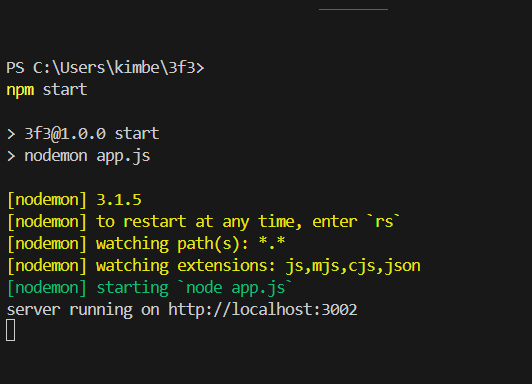 PS C:\Users\kimbe\3f3>
npm start
> 3f3@1.0.0 start
> nodemon app.js
[nodemon] 3.1.5
[nodemon] to restart at any time, enter `rs`
[nodemon] watching path(s): *.*
[nodemon] watching extensions: js,mjs,cjs,json
[nodemon] starting `node app.js`
server running on http://localhost:3002